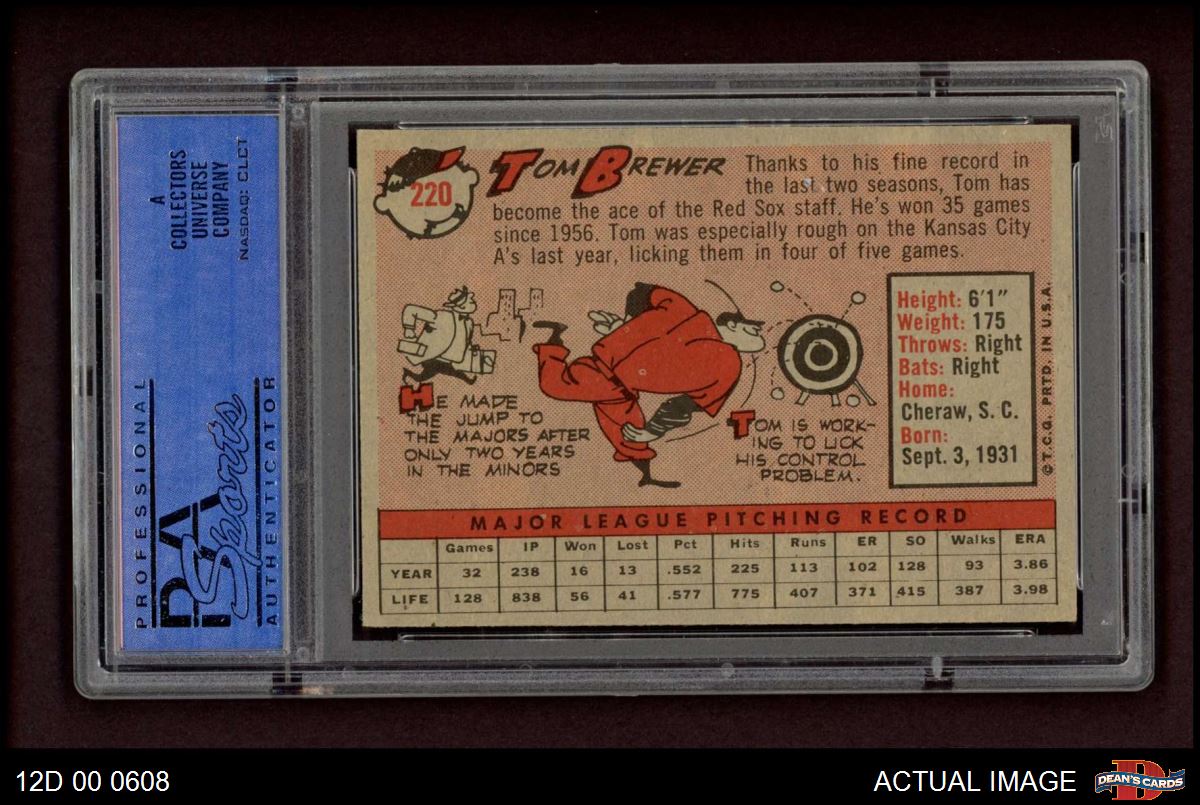 A
COLLECTORS
UNIVERSE
COMPANY
NASDAQ: CLCT
PROFESSIONAL
PSA
Sports
AUTHENTICATOR
220
TOM BREWER
Thanks to his fine record in
the last two seasons, Tom has
become the ace of the Red Sox staff. He's won 35 games
since 1956. Tom was especially rough on the Kansas City
A's last year, licking them in four of five games.
HE MADE
THE JUMP TO
THE MAJORS AFTER
ONLY TWO YEARS
IN THE MINORS
TOM IS WORK-
ING TO LICK
HIS CONTROL
PROBLEM.
Height: 6'1"
Weight: 175
Throws: Right
Bats: Right
Home:
Cheraw, S. C.
Born:
Sept. 3, 1931
©T.C.G. PRTD. IN U.S.A.
MAJOR LEAGUE PITCHING RECORD
Games IP Won Lost Pct Hits Runs ER SO Walks ERA
YEAR 32 238 16 13 .552 225 113 102 128 93 3.86
LIFE 128 838 56 41 .577 775 407 371 415 387 3.98
12D 00 0608
ACTUAL IMAGE
DEAN'S CARDS